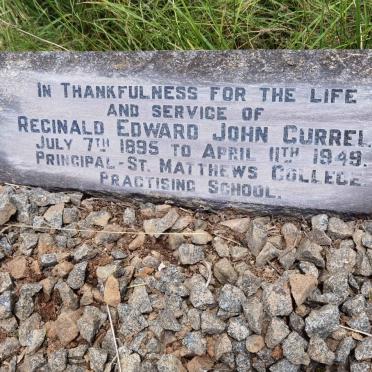 IN THANKFULNESS FOR THE LIFE
AND SERVICE OF
REGINALD EDWARD JOHN CURREL.
JULY 7TH 1895 TO APRIL 11TH 1949.
PRINCIPAL-ST. MATTHEWS COLLEGE
PRACTISING SCHOOL.